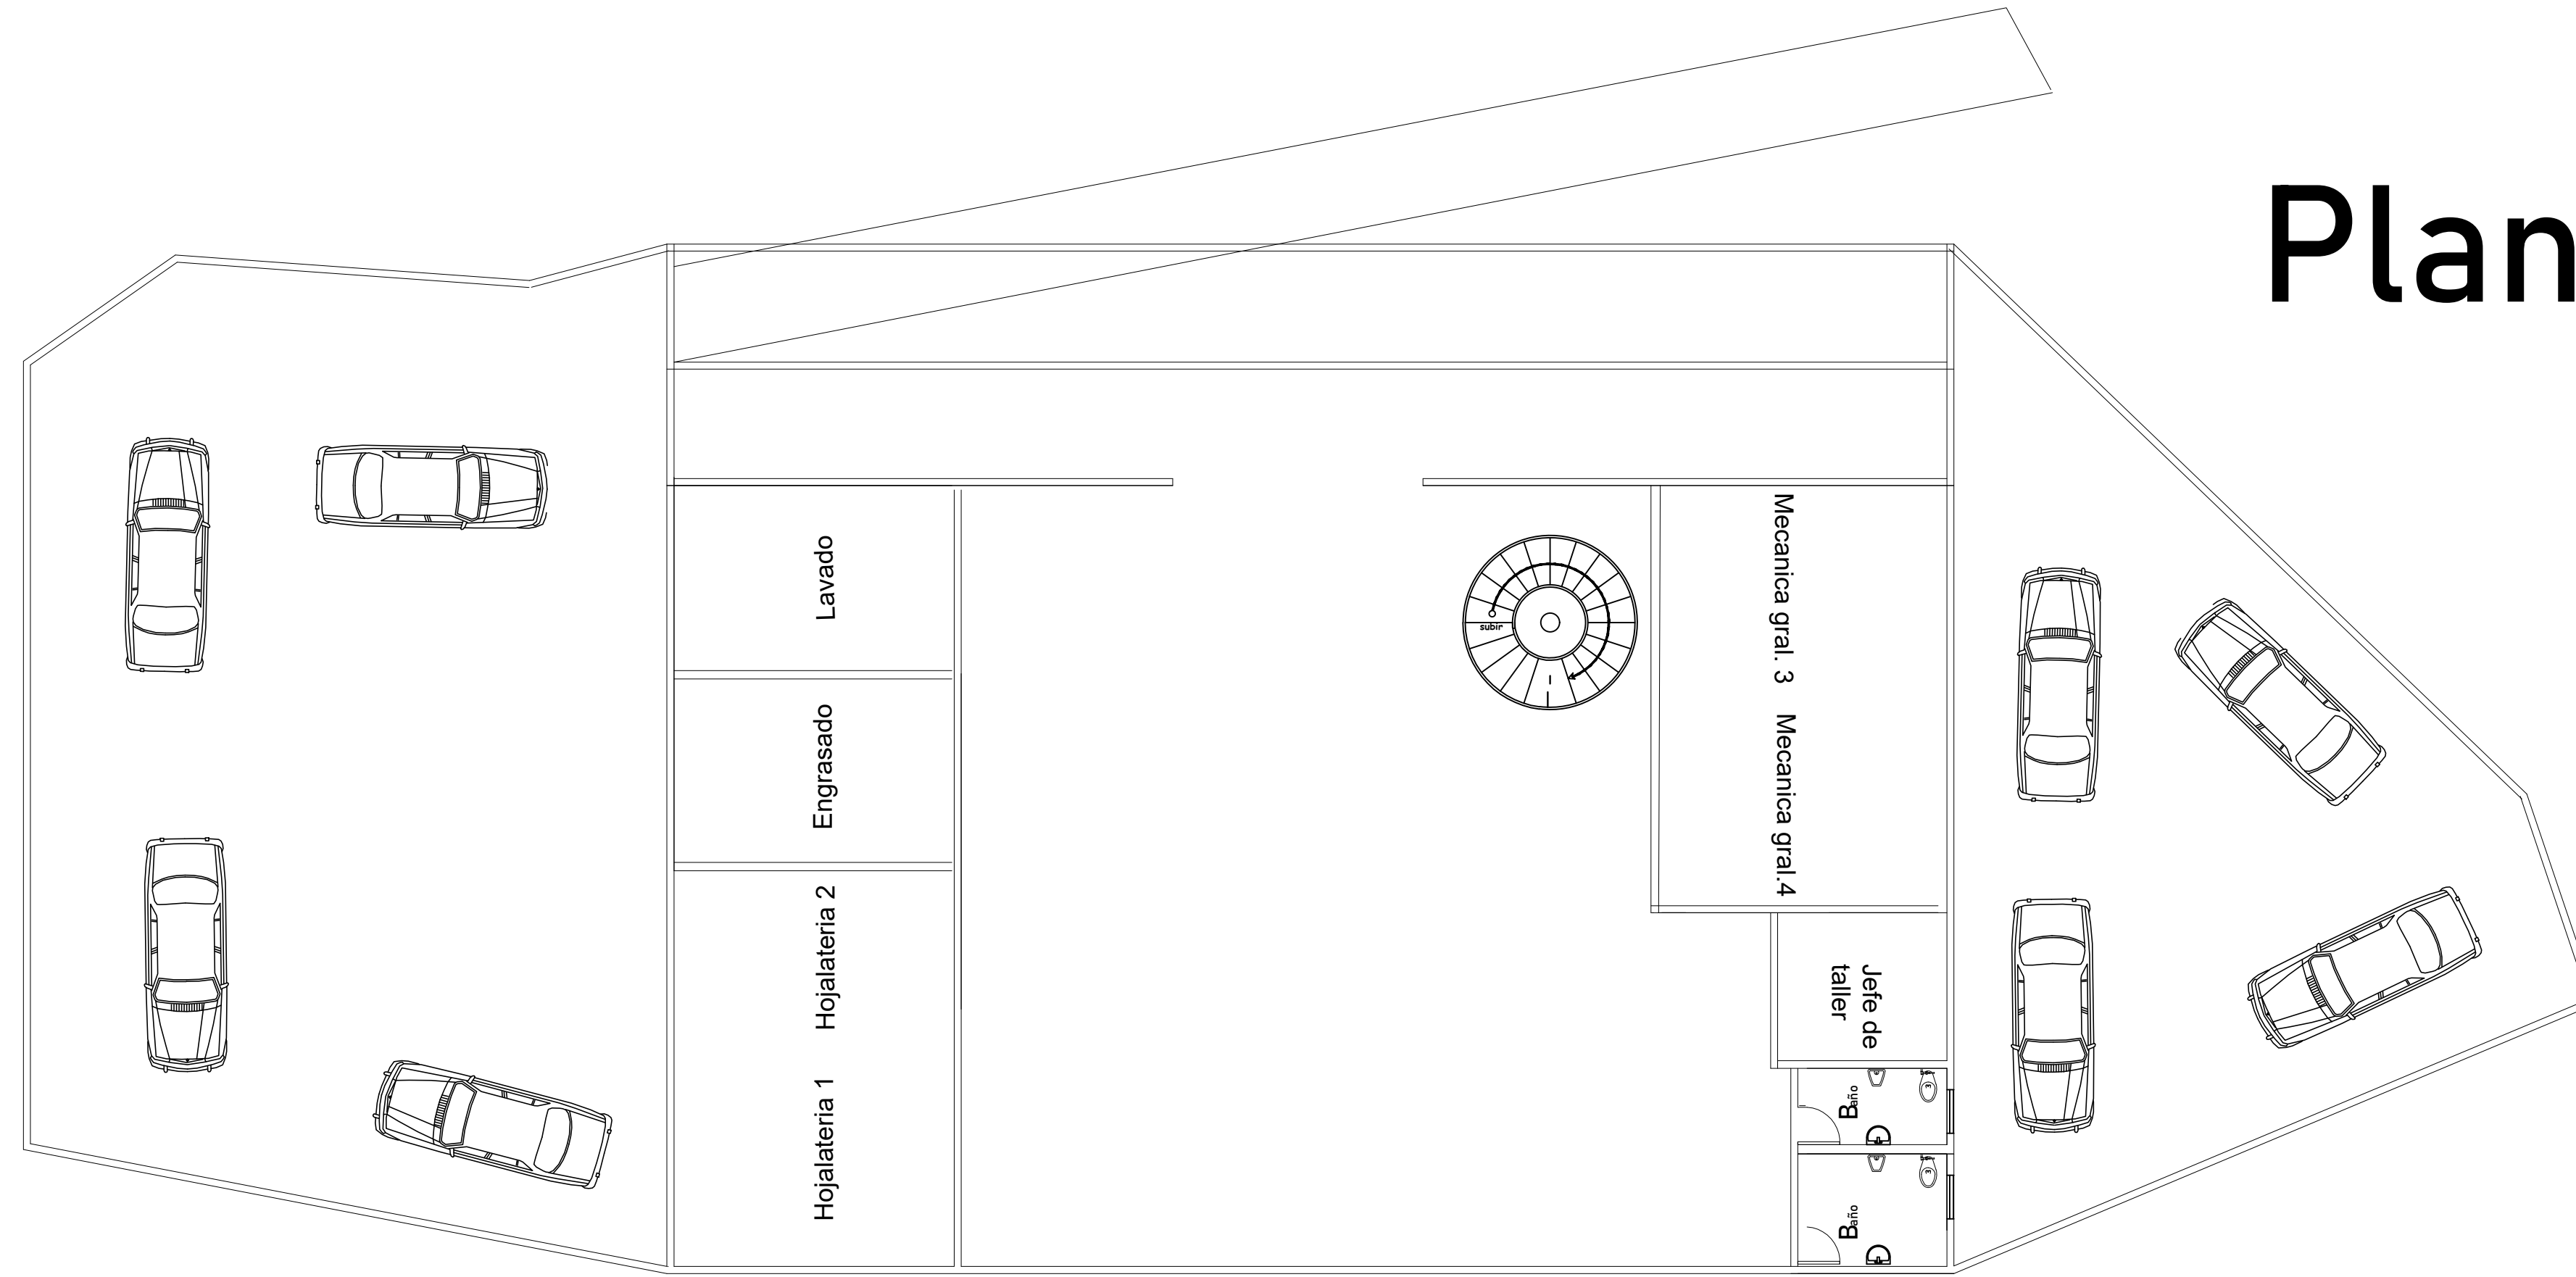 Plan
Lavado
Engrasado
Hojalateria 2
Hojalateria 1
subir
Mecanica gral. 3
Mecanica gral.4
Jefe de
taller
Baño
Baño